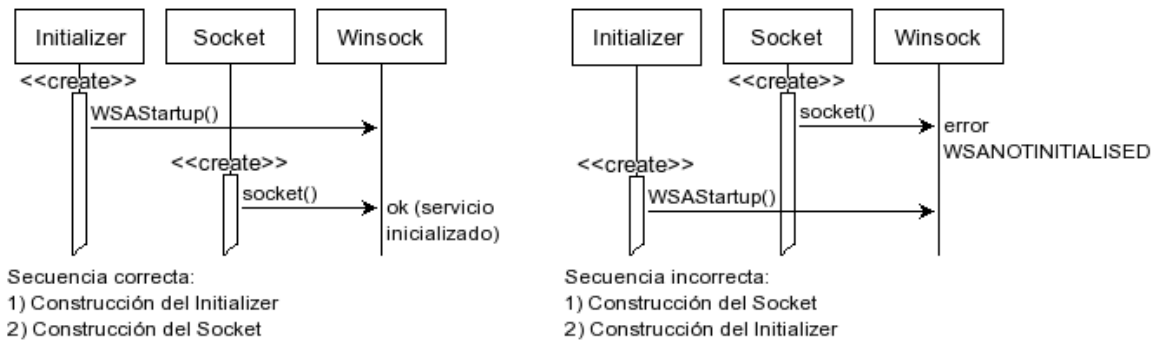 Initializer
Socket
Winsock
<<create>>
WSAStartup()
<<create>>
socket()
ok (servicio
inicializado)
Secuencia correcta:
1) Construcción del Initializer
2) Construcción del Socket
Initializer
Socket
Winsock
<<create>>
socket()
error
WSANOTINITIALISED
<<create>>
WSAStartup()
Secuencia incorrecta:
1) Construcción del Socket
2) Construcción del Initializer